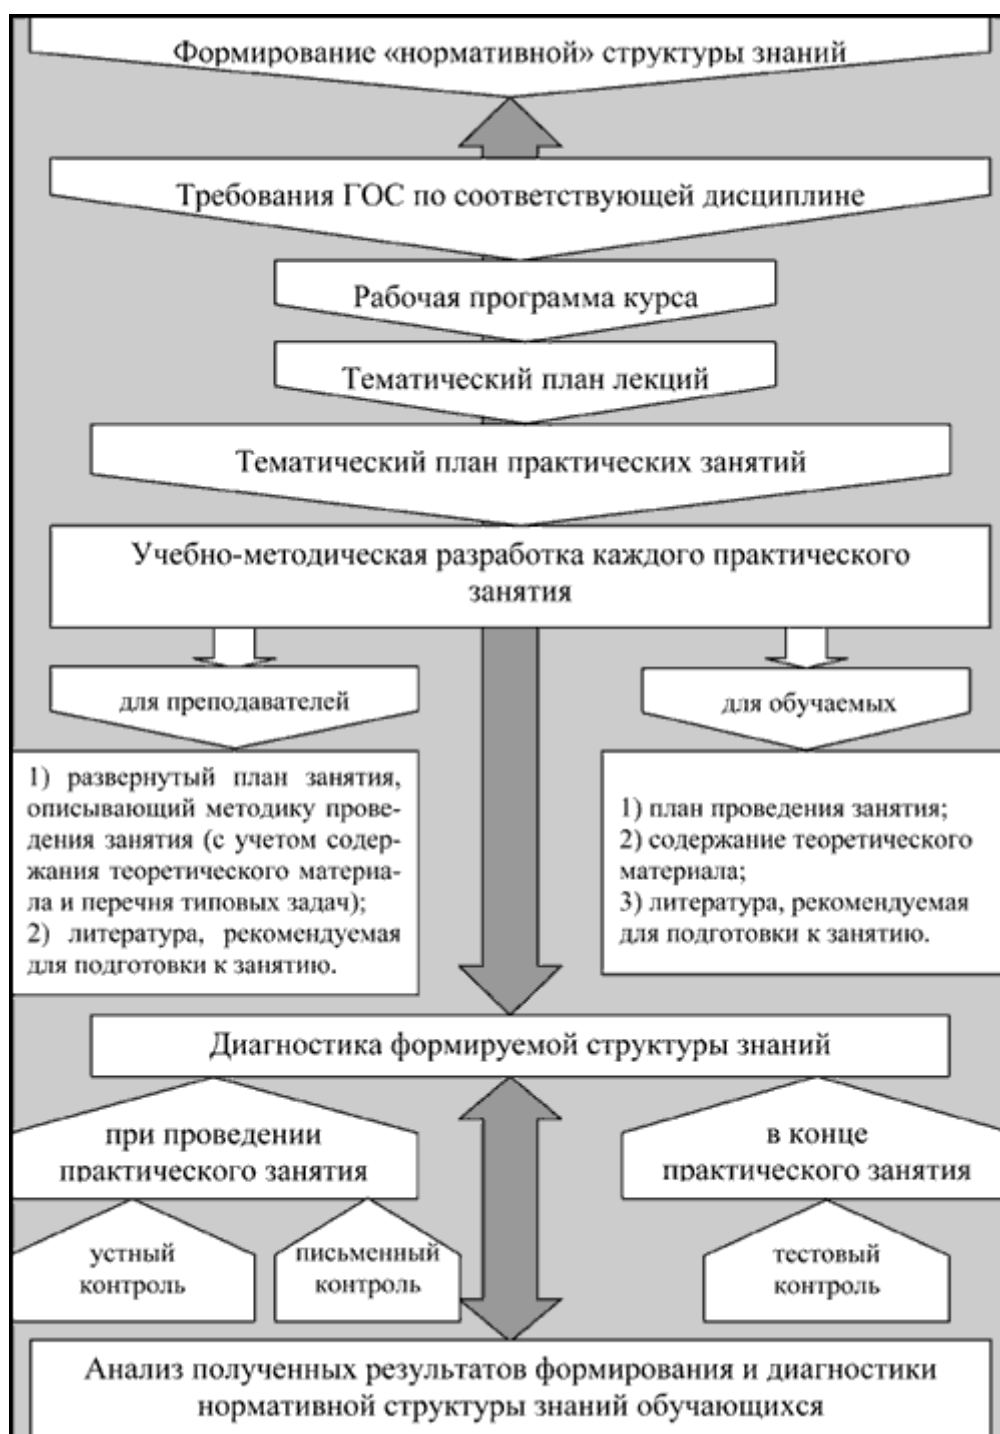 Формирование «нормативной» структуры знаний
Требования ГОС по соответствующей дисциплине
Рабочая программа курса
Тематический план лекций
Тематический план практических занятий
Учебно-методическая разработка каждого практического
занятия
для преподавателей
1) развернутый план занятия,
описывающий методику прове-
дения занятия (с учетом содер-
жания теоретического материа-
ла и перечня типовых задач);
2) литература, рекомендуемая
для подготовки к занятию.
для обучаемых
1) план проведения занятия;
2) содержание теоретического
материала;
3) литература, рекомендуемая
для подготовки к занятию.
Диагностика формируемой структуры знаний
при проведении
практического занятия
устный
контроль
письменный
контроль
в конце
практического занятия
тестовый
контроль
Анализ полученных результатов формирования и диагностики
нормативной структуры знаний обучающихся